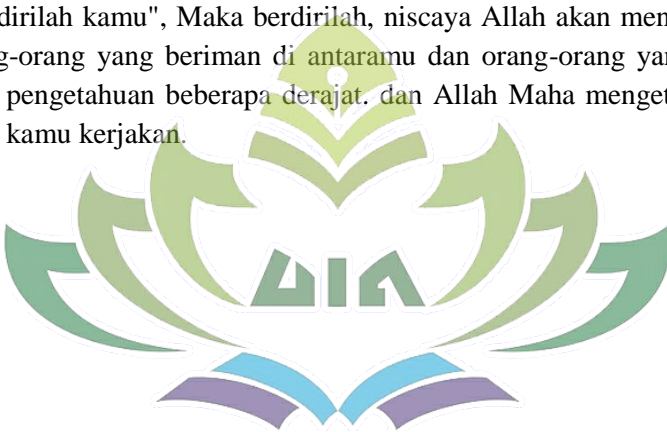 dirilah kamu", Maka berdirilah, niscaya Allah akan men
g-orang yang beriman di antaramu dan orang-orang yan
pengetahuan beberapa derajat. dan Allah Maha menget
kamu kerjakan.
UIN